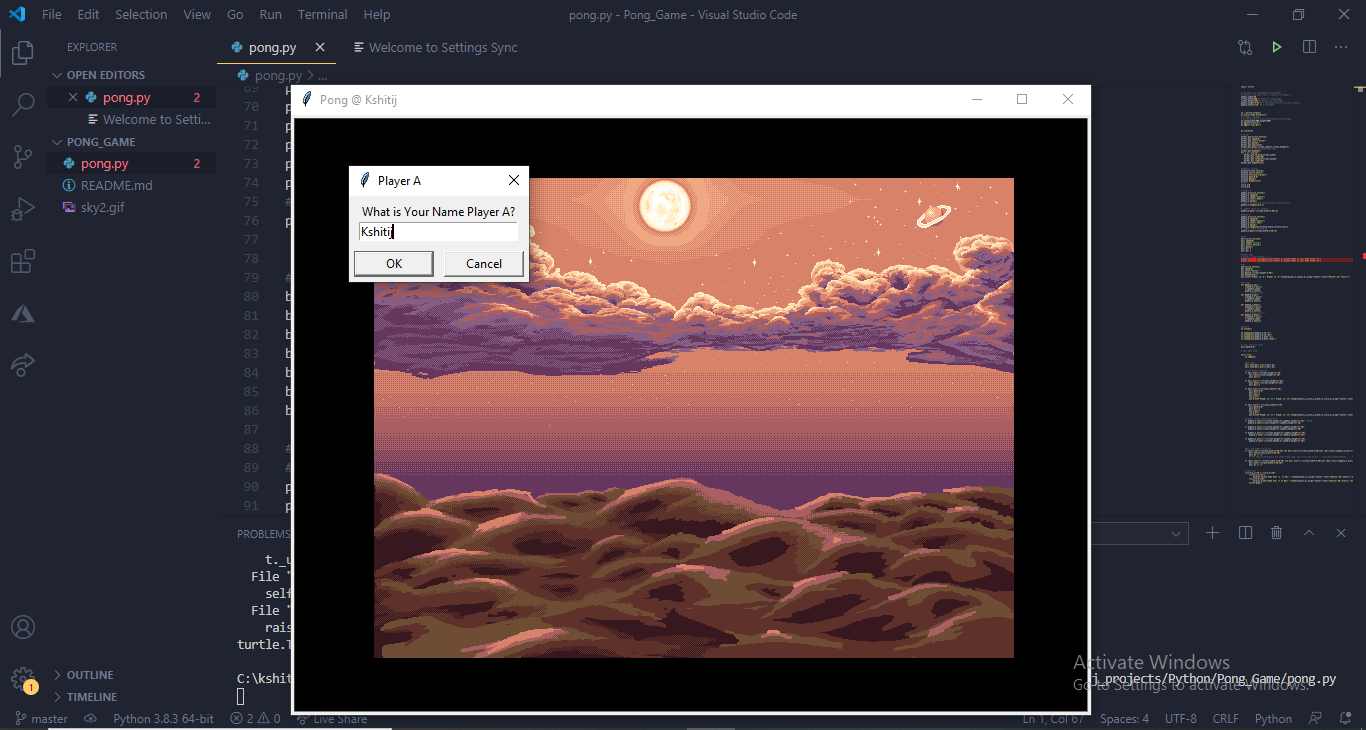 File Edit Selection View Go Run Terminal Help
pong.py - Pong_Game - Visual Studio Code
EXPLORER
OPEN EDITORS
pong.py 2
Welcome to Setti...
PONG_GAME
pong.py 2
README.md
sky2.gif
OUTLINE
TIMELINE
pong.py
Welcome to Settings Sync
pong.py > ...
69 p
70 p
71 p
72 p
73 p
74 p
75 #
76 p
77
78
79 #
80 b
81 b
82 b
83 b
84 b
85 b
86 b
87
88 #
89 #
90 p
91 p
Pong @ Kshitij
Player A
What is Your Name Player A?
Kshitij
OK Cancel
PROBLEMS
t._u
File "
self
File "
rais
turtle.T
C:\kshit
j_projects/Python/Pong_Game/pong.py
Activate Windows
Go to Settings to activate Windows.
1
master Python 3.8.3 64-bit 2 0 Live Share
Ln 1, Col 67 Spaces: 4 UTF-8 CRLF Python